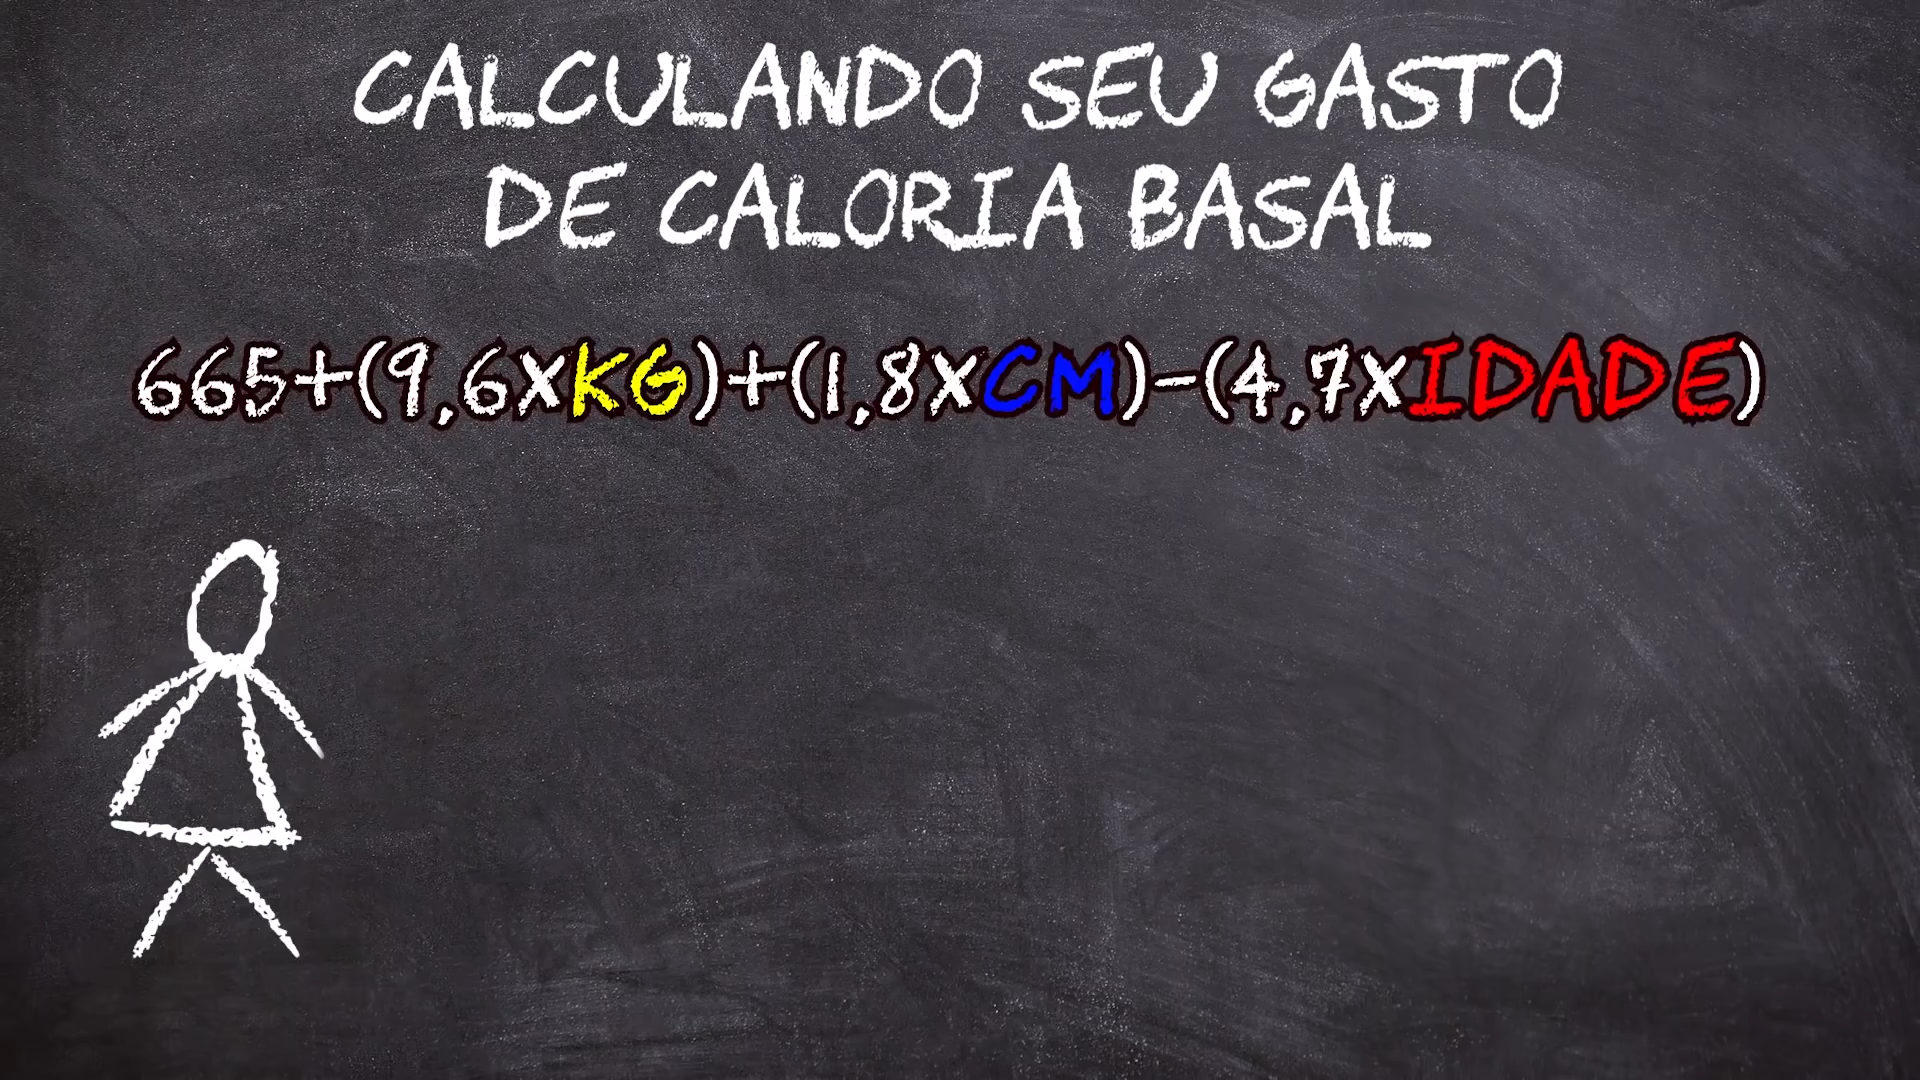 CALCULANDO SEU GASTO
DE CALORIA BASAL
665+(9,6XKG)+(1,8XCM)-(4,7XIDADE)